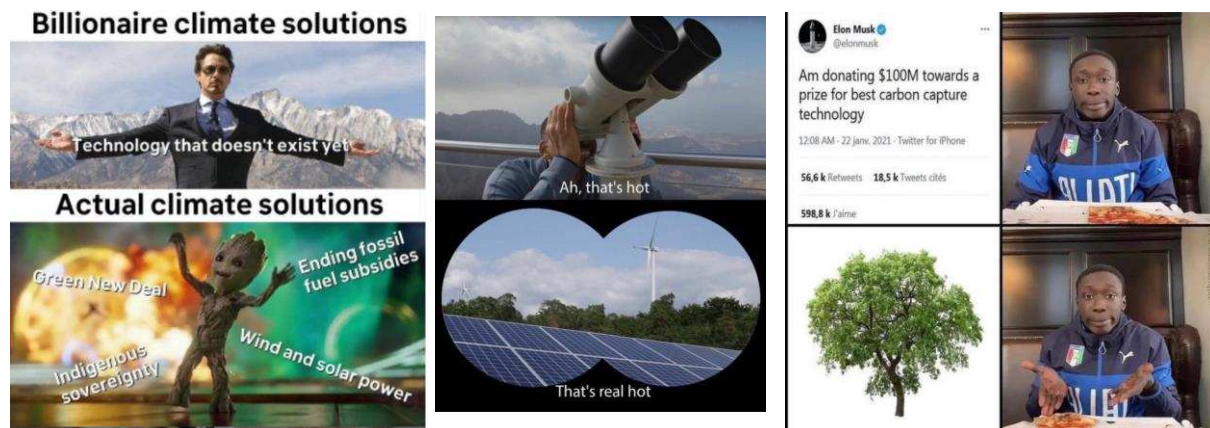 Billionaire climate solutions
Technology that doesn't exist yet
Actual climate solutions
Green New Deal
Ending fossil
fuel subsidies
Indigenous
sovereignty
Wind and solar power
Ah, that's hot
That's real hot
Elon Musk
@elonmusk
Am donating $100M towards a
prize for best carbon capture
technology
12:08 AM · 22 janv. 2021 · Twitter for iPhone
56,6 k Retweets 18,5 k Tweets cités
598,8 k J'aime